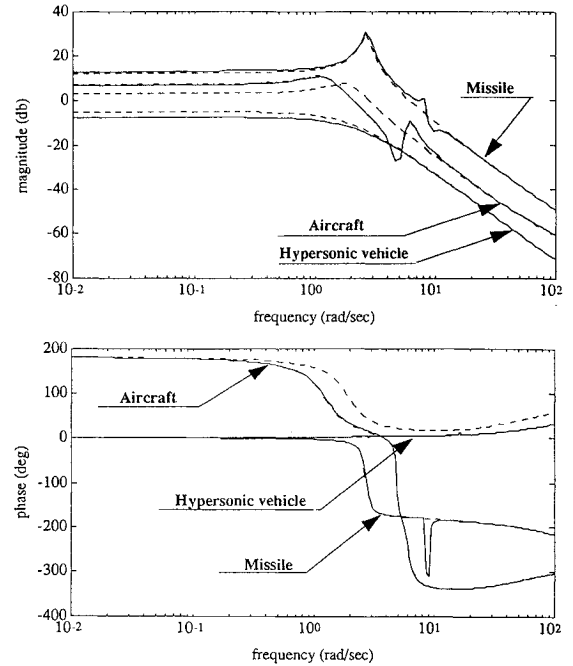 40
20
0
-20
-40
-60
-80
magnitude (db)
Missile
Aircraft
Hypersonic vehicle
10-2
10-1
100
101
102
frequency (rad/sec)
200
100
0
-100
-200
-300
-400
phase (deg)
Aircraft
Hypersonic vehicle
Missile
10-2
10-1
100
101
102
frequency (rad/sec)